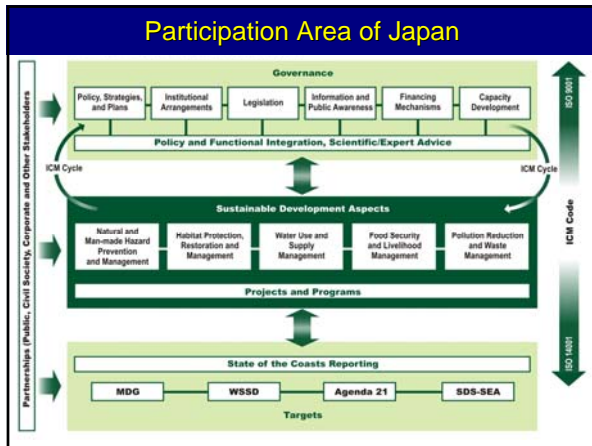 Participation Area of Japan
Partnerships (Public, Civil Society, Corporate and Other Stakeholders
Governance
Policy, Strategies,
and Plans
Institutional
Arrangements
Legislation
Information and
Public Awareness
Financing
Mechanisms
Capacity
Development
Policy and Functional Integration, Scientific/Expert Advice
ICM Cycle
ICM Cycle
Sustainable Development Aspects
Natural and
Man-made Hazard
Prevention
and Management
Habitat Protection,
Restoration and
Management
Water Use and
Supply
Management
Food Security
and Livelihood
Management
Pollution Reduction
and Waste
Management
Projects and Programs
State of the Coasts Reporting
MDG
WSSD
Agenda 21
SDS-SEA
Targets
ISO 9001
ICM Code
ISO 14001